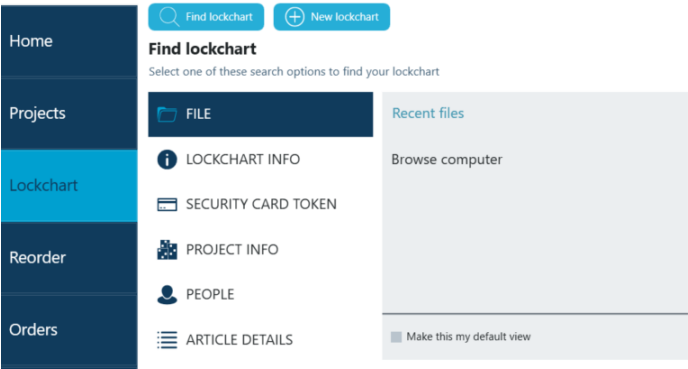 Find lockchart
New lockchart
Home
Find lockchart
Select one of these search options to find your lockchart
Projects
FILE
Recent files
LOCKCHART INFO
Browse computer
Lockchart
SECURITY CARD TOKEN
Reorder
PROJECT INFO
PEOPLE
Orders
ARTICLE DETAILS
Make this my default view